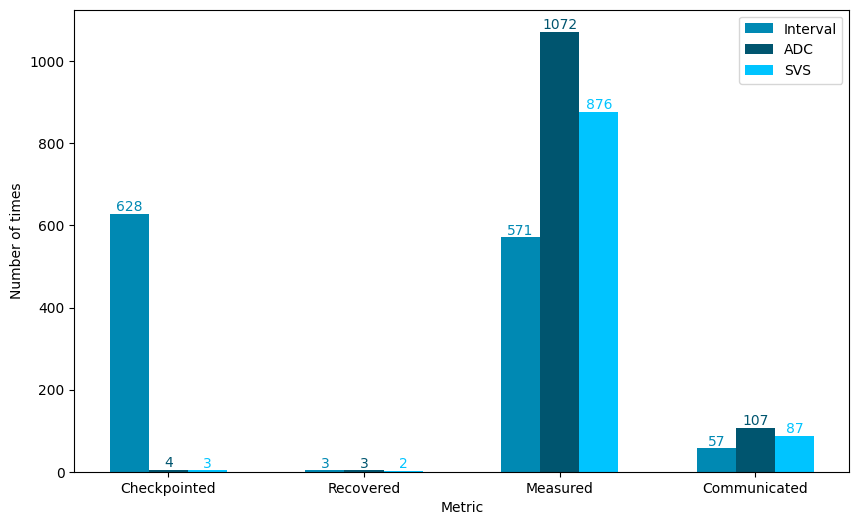 Interval
ADC
SVS
Number of times
1000
800
600
400
200
0
628
4
3
3
3
2
571
1072
876
57
107
87
Checkpointed
Recovered
Measured
Communicated
Metric